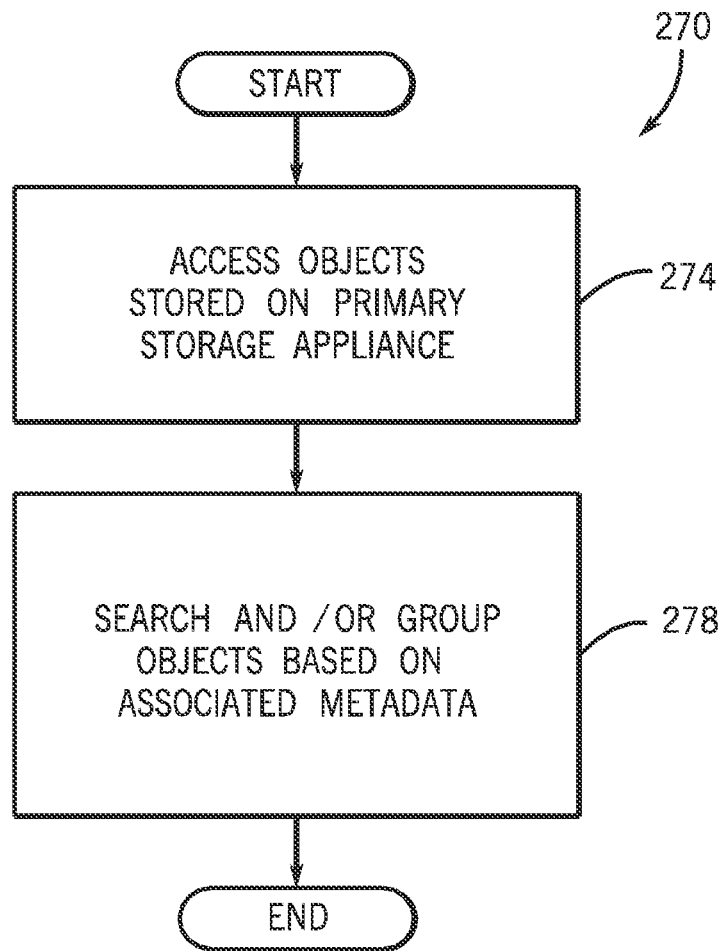 270
START
ACCESS OBJECTS
STORED ON PRIMARY
STORAGE APPLIANCE
274
SEARCH AND /OR GROUP
OBJECTS BASED ON
ASSOCIATED METADATA
278
END